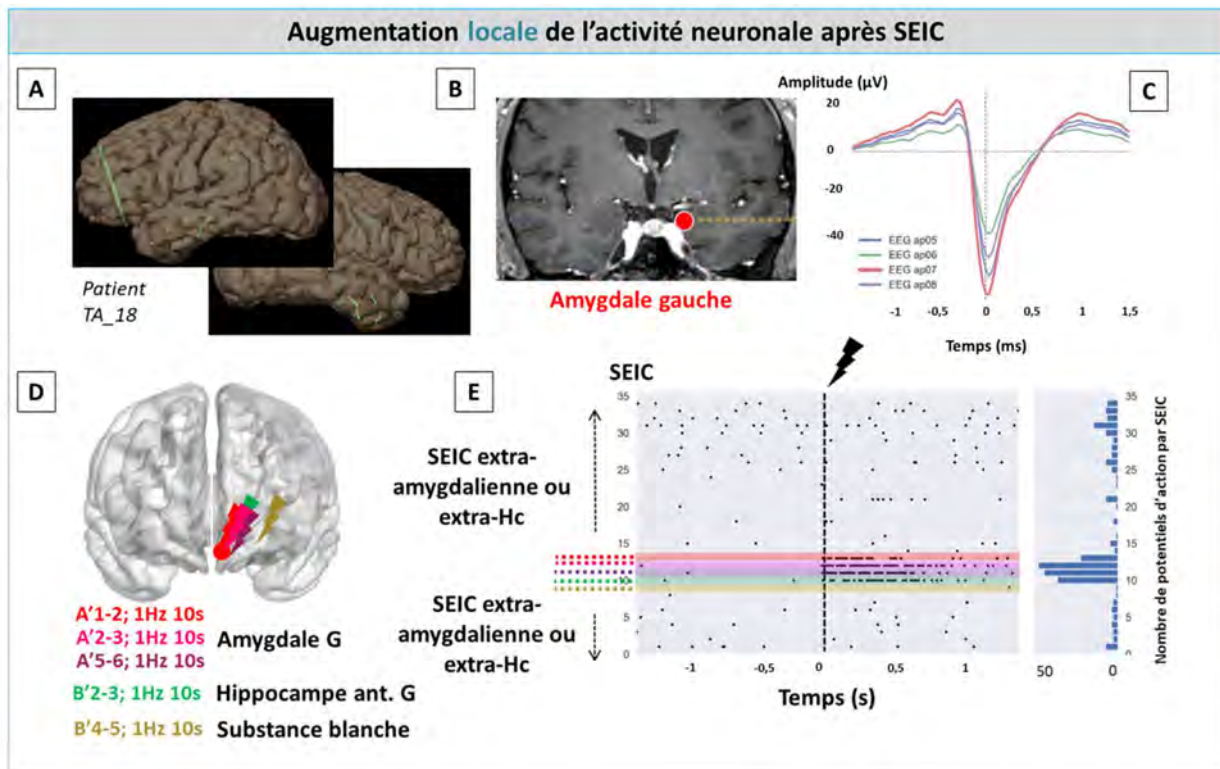 Augmentation locale de l'activité neuronale après SEIC
A
Patient
TA_18
B
Amygdale gauche
C
Amplitude (µV)
20
0
-20
-40
EEG ap05
EEG ap06
EEG ap07
EEG ap08
-1
-0,5
0
0,5
1
1,5
Temps (ms)
D
A'1-2; 1Hz 10s
A'2-3; 1Hz 10s
A'5-6; 1Hz 10s
Amygdale G
B'2-3; 1Hz 10s
Hippocampe ant. G
B'4-5; 1Hz 10s
Substance blanche
E
SEIC
SEIC extra-
amygdalienne ou
extra-Hc
SEIC extra-
amygdalienne ou
extra-Hc
35
30
25
20
15
10
5
0
-1
-0,5
0
0,5
1
Temps (s)
35
30
25
20
15
10
5
0
50
0
Nombre de potentiels d'action par SEIC